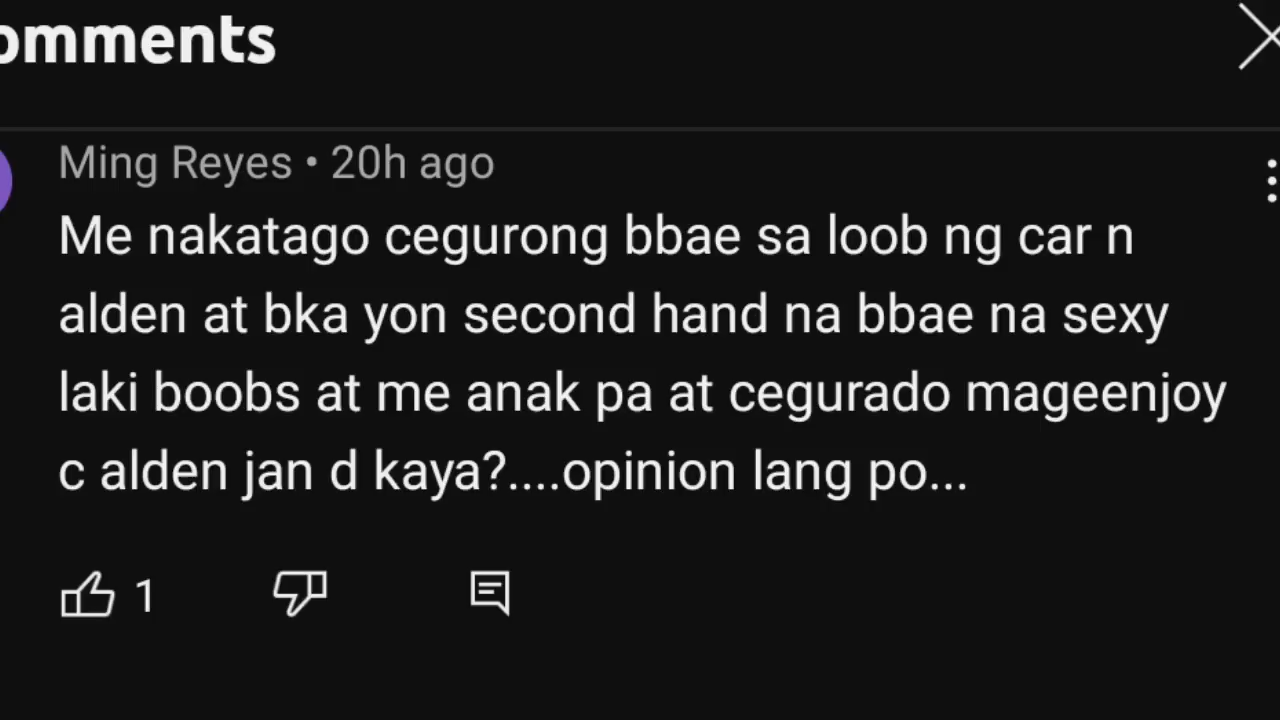 omments
Ming Reyes • 20h ago
Me nakatago cegurong bbae sa loob ng car n
alden at bka yon second hand na bbae na sexy
laki boobs at me anak pa at cegurado mageenjoy
c alden jan d kaya?....opinion lang po...
1